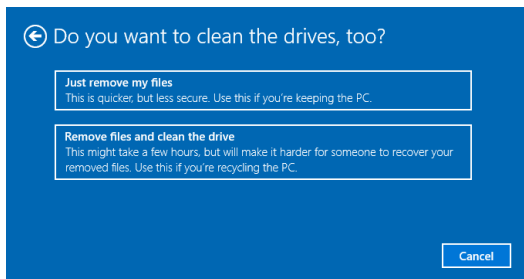 Do you want to clean the drives, too?
Just remove my files
This is quicker, but less secure. Use this if you're keeping the PC.
Remove files and clean the drive
This might take a few hours, but will make it harder for someone to recover your
removed files. Use this if you're recycling the PC.
Cancel